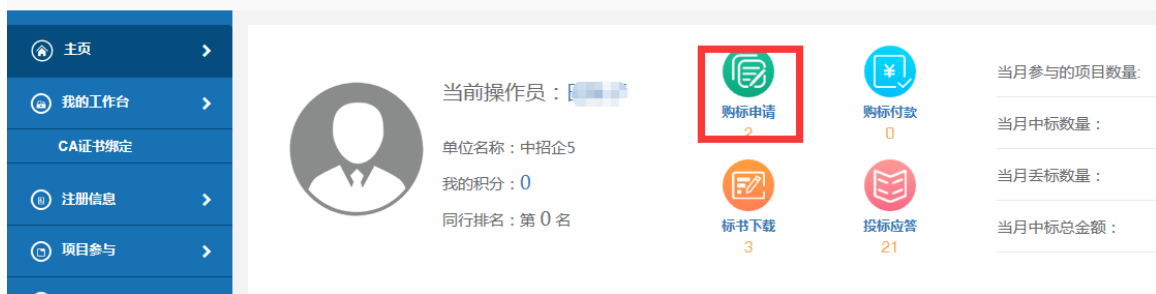 主页
我的工作台
CA证书绑定
注册信息
项目参与
当前操作员：
单位名称：中招企5
我的积分：0
同行排名：第 0 名
购标申请
2
购标付款
0
标书下载
3
投标应答
21
当月参与的项目数量:
当月中标数量：
当月丢标数量：
当月中标总金额：